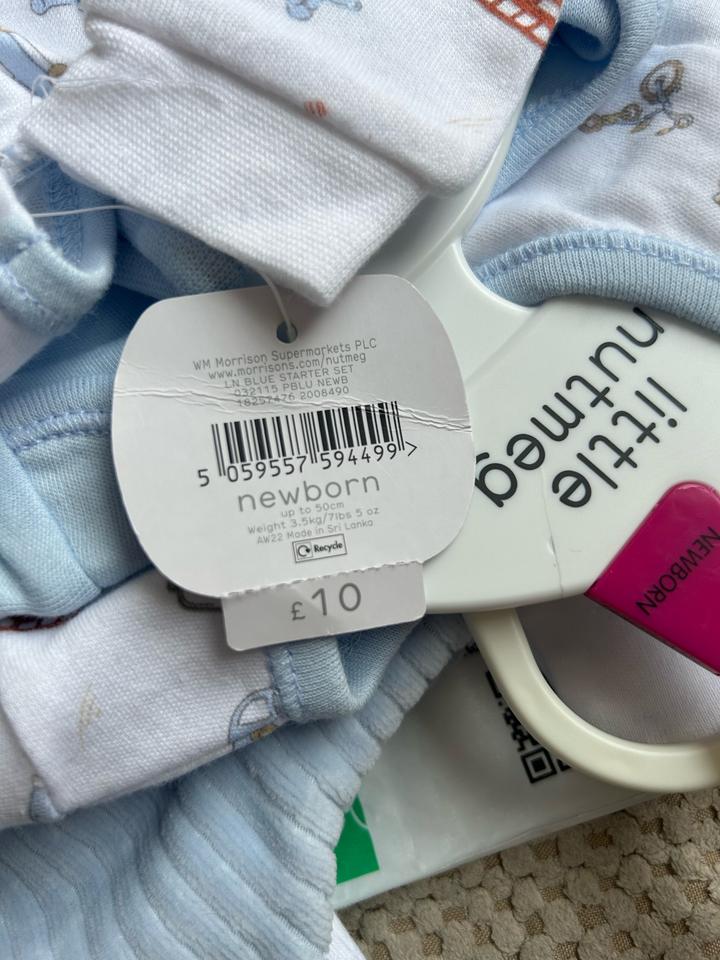 WM Morrison Supermarkets PLC
www.morrisons.com/nutmeg
LN BLUE STARTER SET
032115 PBLU NEWB
18257476 2008490
5 059557 594499 >
newborn
up to 50cm
Weight 3.5kg/7lbs 5 oz
AW22 Made in Sri Lanka
Recycle
£10
little
nutmeg
NEWBORN